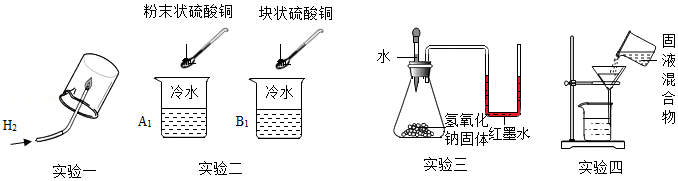 粉末状硫酸铜
块状硫酸铜
冷水
冷水
H2
A1
B1
水
氢氧化
钠固体
红墨水
固
液
混
合
物
实验一
实验二
实验三
实验四